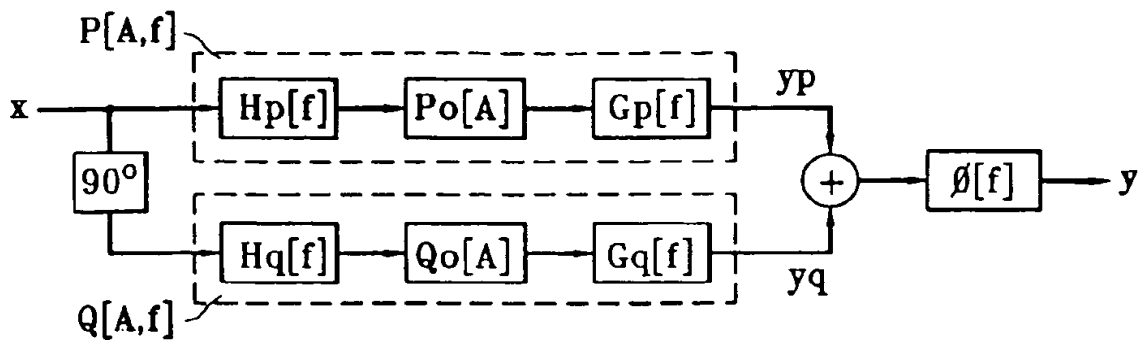 P[A,f]
x
Hp[f]
Po[A]
Gp[f]
yp
90°
+
Ø[f]
y
Hq[f]
Qo[A]
Gq[f]
yq
Q[A,f]